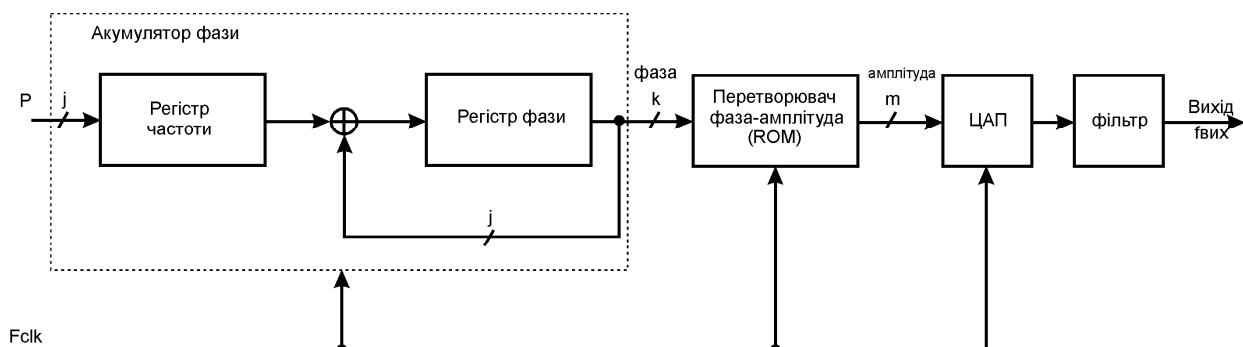 Акумулятор фази
P
j
Регістр
частоти
Регістр фази
j
фаза
k
Перетворювач
фаза-амплітуда
(ROM)
амплітуда
m
ЦАП
фільтр
Вихід
fвих
Fclk